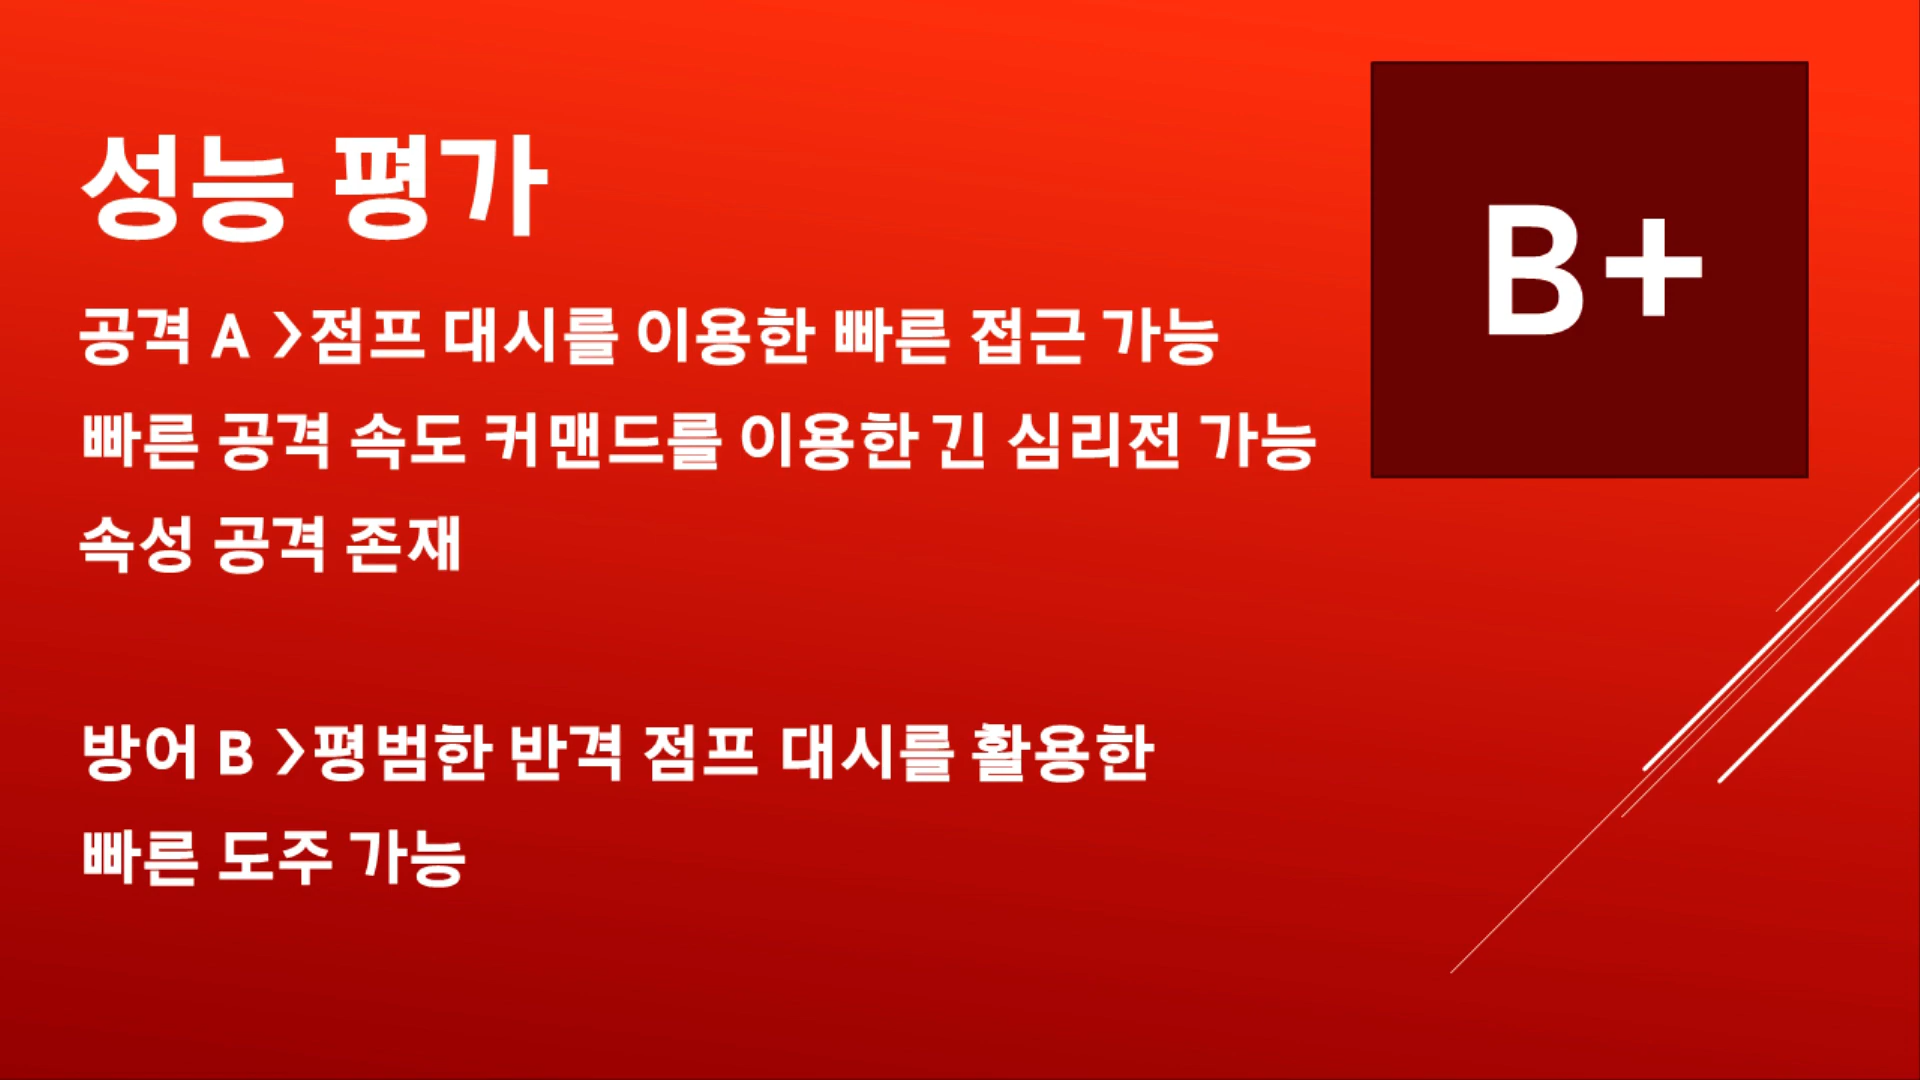 성능 평가
B+
공격 A >점프 대시를 이용한 빠른 접근 가능
빠른 공격 속도 커맨드를 이용한 긴 심리전 가능
속성 공격 존재
방어 B >평범한 반격 점프 대시를 활용한
빠른 도주 가능